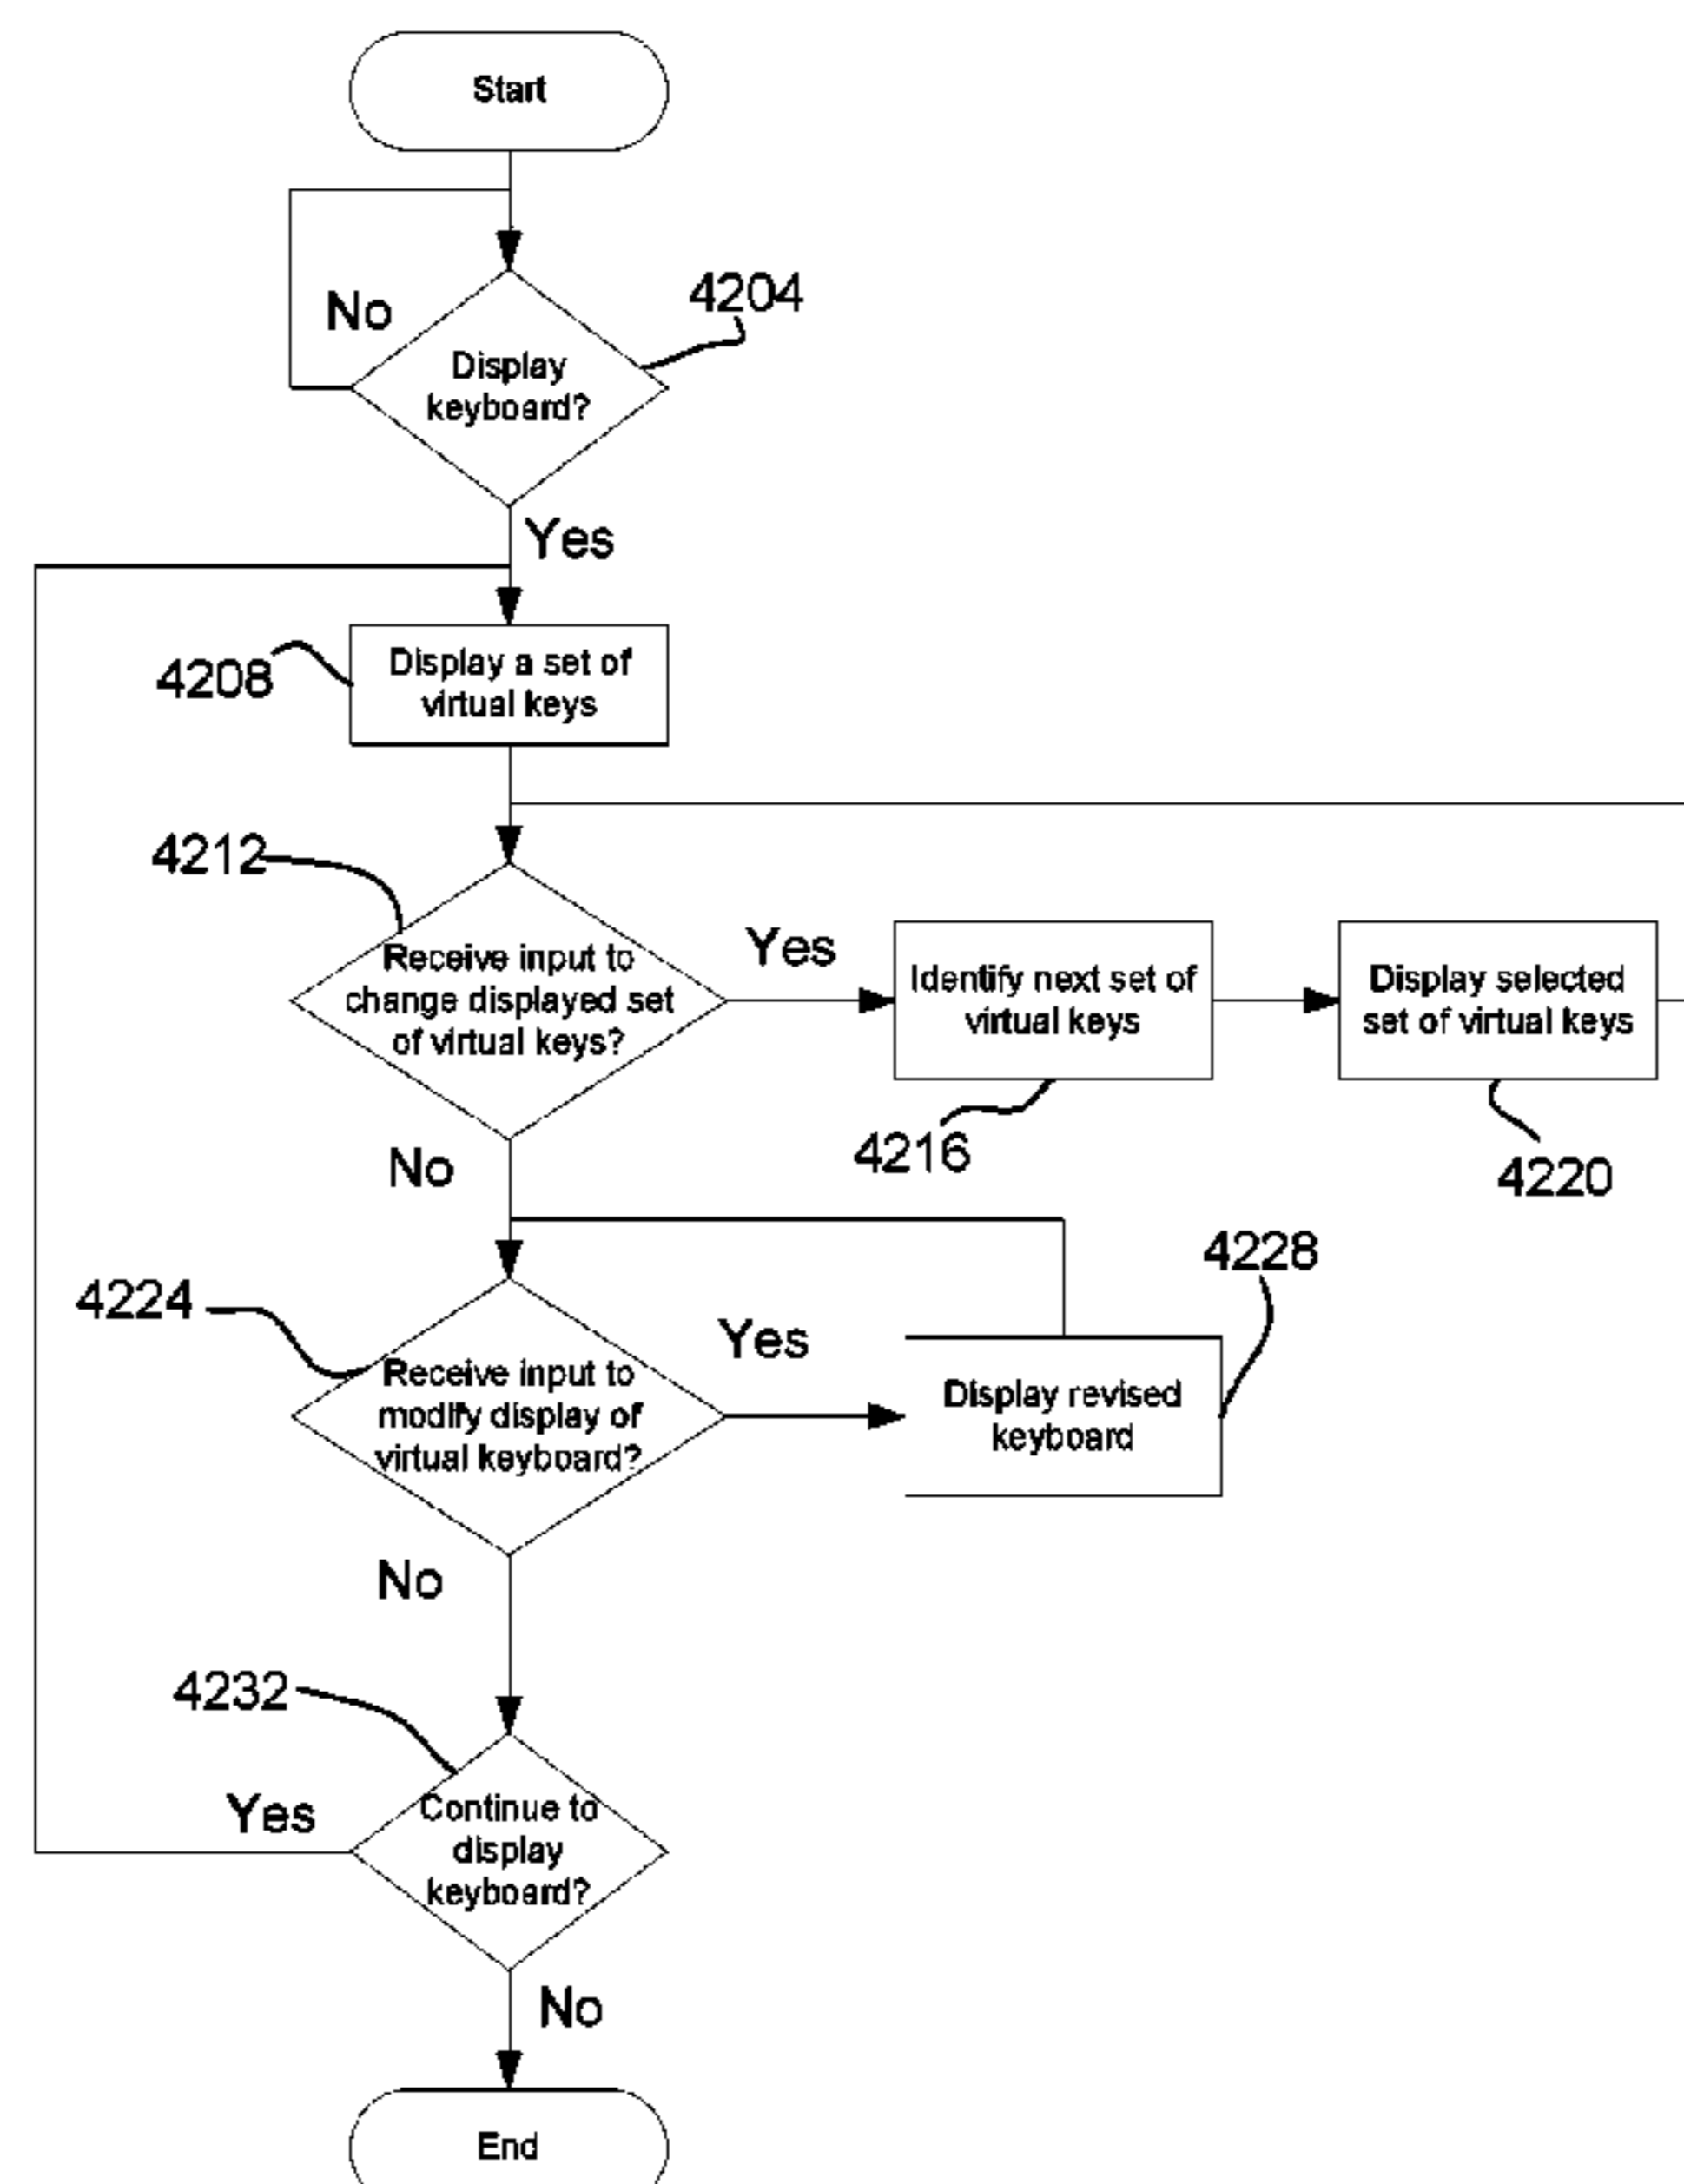 Start
No
4204
Display
keyboard?
Yes
4208
Display a set of
virtual keys
4212
Receive input to
change displayed set
of virtual keys?
Yes
Identify next set of
virtual keys
Display selected
set of virtual keys
4216
4220
No
4228
4224
Receive input to
modify display of
virtual keyboard?
Yes
Display revised
keyboard
No
4232
Yes
Continue to
display
keyboard?
No
End